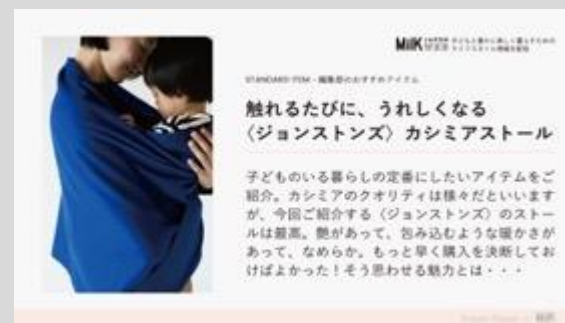 MilK JAPAN WEB
STANDARD ITEM - 編集部のおすすめアイテム
触れるたびに、うれしくなる
〈ジョンストンズ〉カシミアストール
子どものいる暮らしの定番にしたいアイテムをご
紹介。カシミアのクオリティは様々だといいます
が、今回ご紹介する〈ジョンストンズ〉のストー
ルは最高。艶があって、包み込むような暖かさが
あって、なめらか。もっと早く購入を決断してお
けばよかった！そう思わせる魅力とは・・・